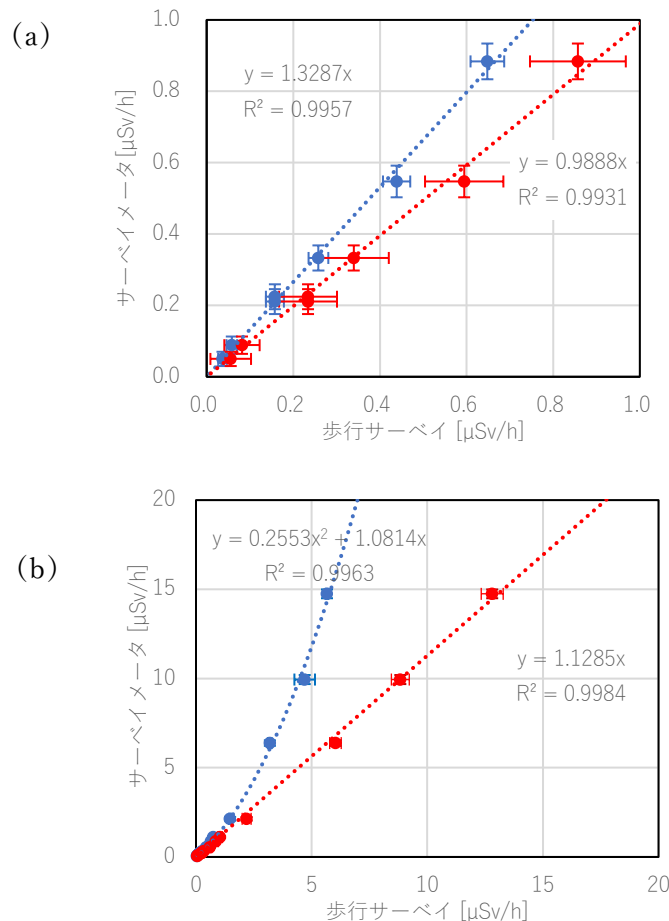 (a)
サーベイメータ[μSv/h]
1.0
0.8
0.6
0.4
0.2
0.0
y = 1.3287x
R² = 0.9957
y = 0.9888x
R² = 0.9931
0.0 0.2 0.4 0.6 0.8 1.0
歩行サーベイ [μSv/h]
(b)
サーベイメータ [μSv/h]
20
15
10
5
0
y = 0.2553x² + 1.0814x
R² = 0.9963
y = 1.1285x
R² = 0.9984
0 5 10 15 20
歩行サーベイ [μSv/h]